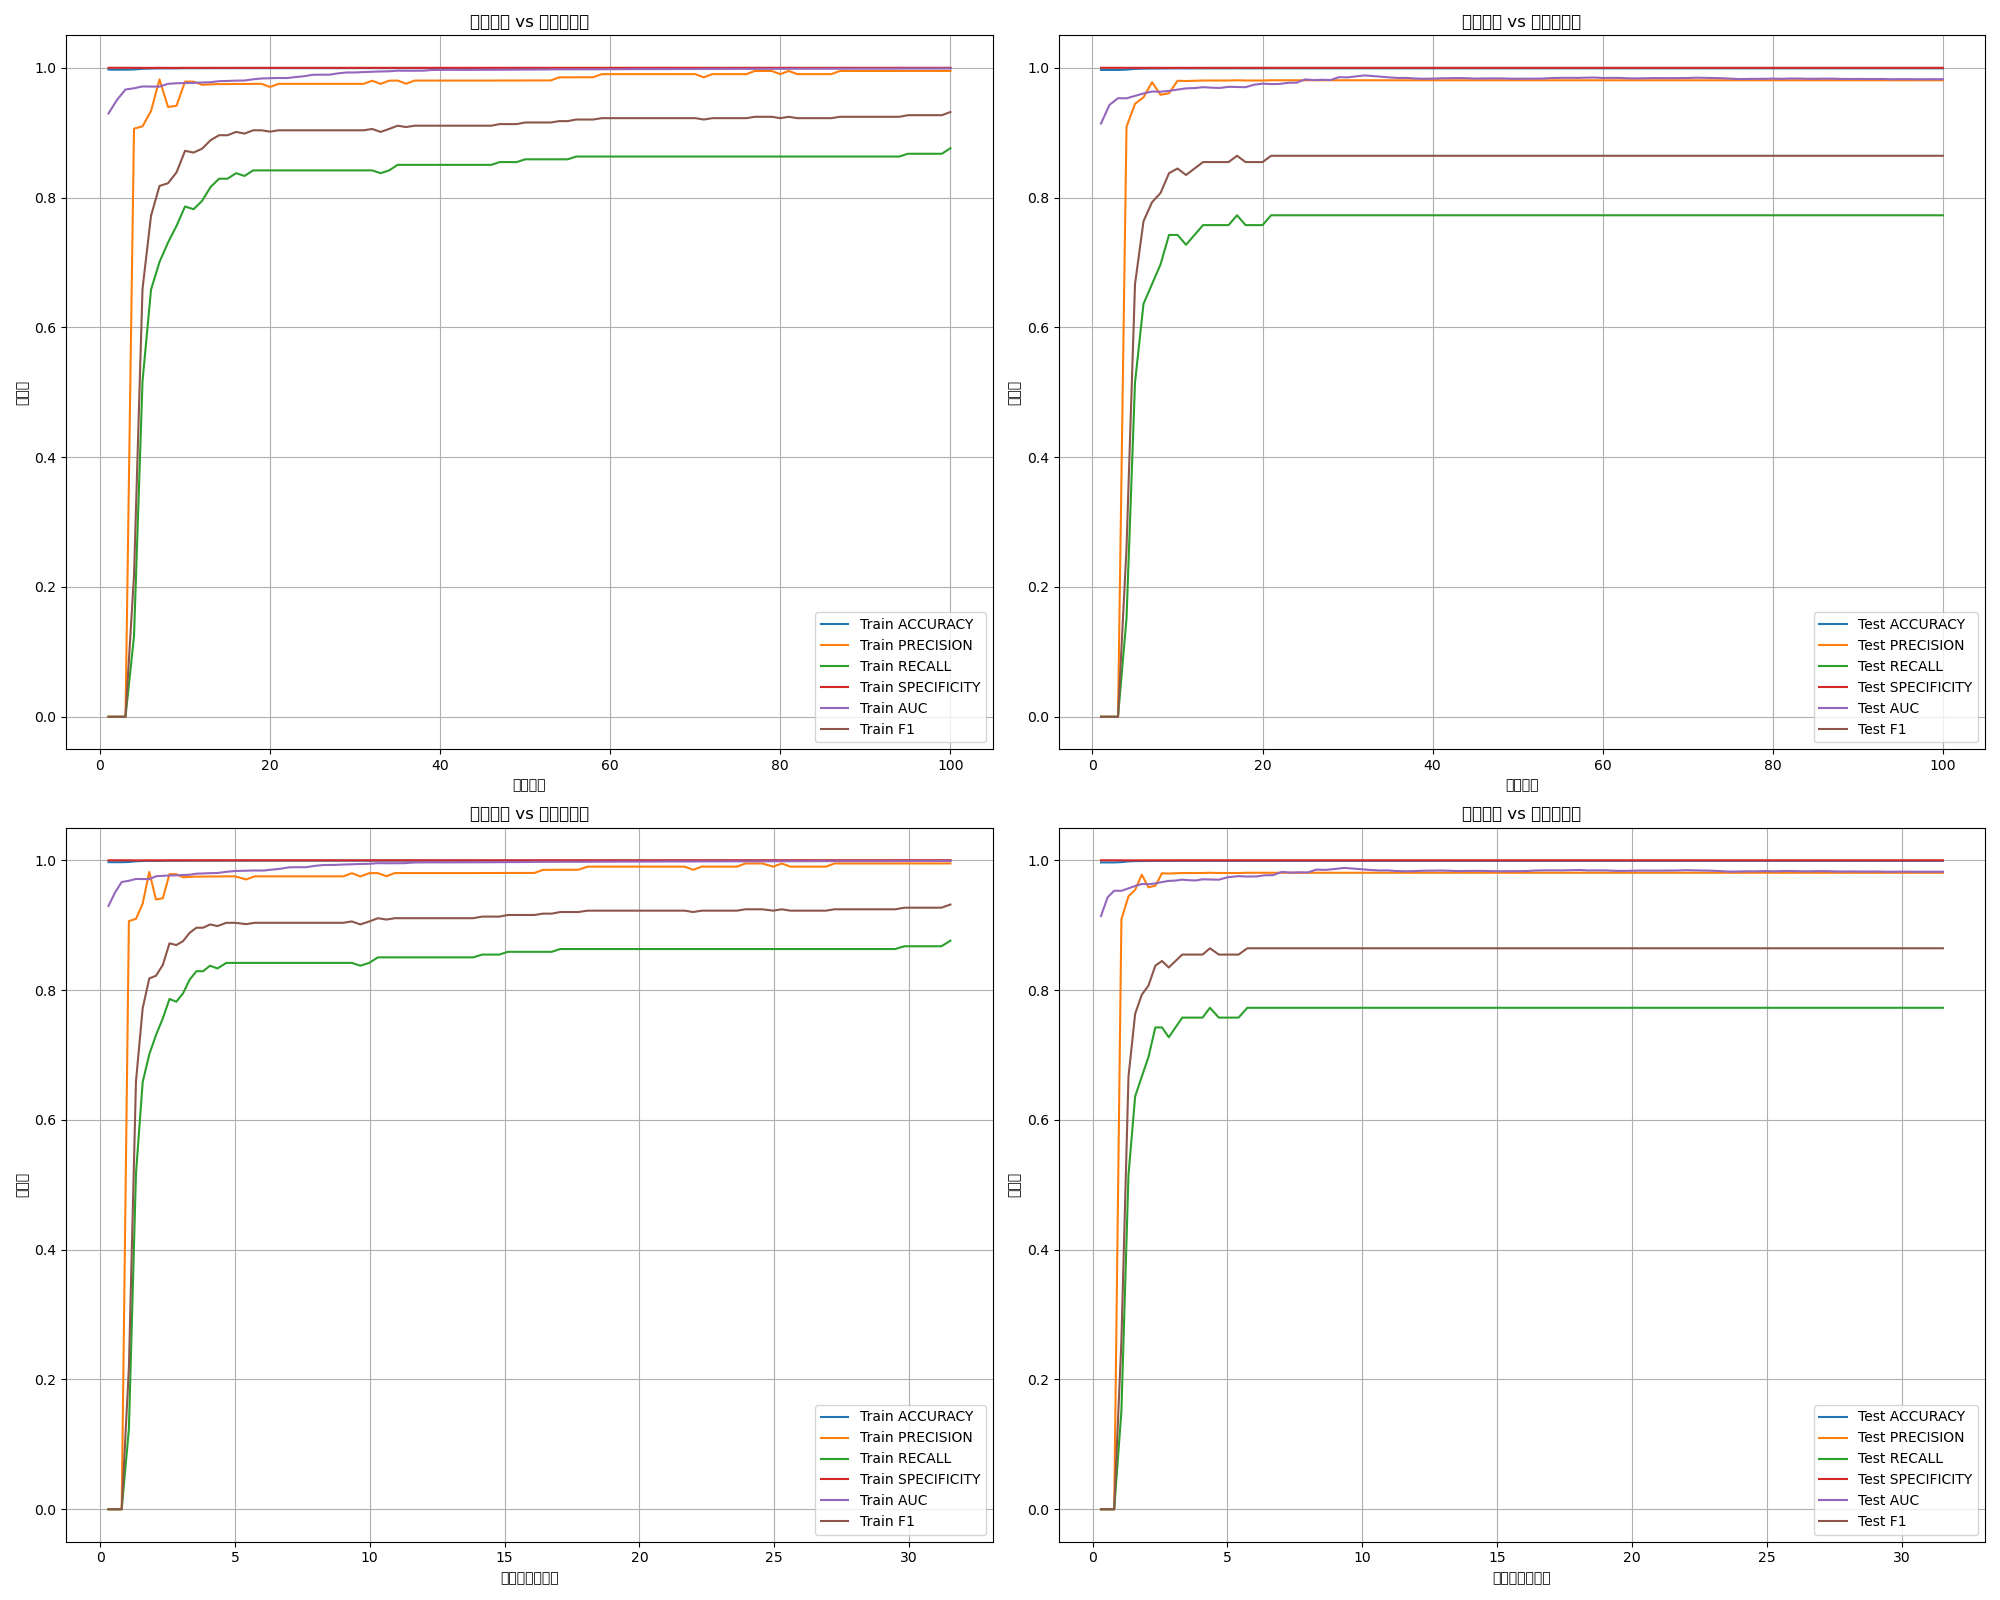 vs
1.0
0.8
0.6
0.4
0.2
0.0
0 20 40 60 80 100
Train ACCURACY
Train PRECISION
Train RECALL
Train SPECIFICITY
Train AUC
Train F1
vs
1.0
0.8
0.6
0.4
0.2
0.0
0 20 40 60 80 100
Test ACCURACY
Test PRECISION
Test RECALL
Test SPECIFICITY
Test AUC
Test F1
vs
1.0
0.8
0.6
0.4
0.2
0.0
0 5 10 15 20 25 30
Train ACCURACY
Train PRECISION
Train RECALL
Train SPECIFICITY
Train AUC
Train F1
vs
1.0
0.8
0.6
0.4
0.2
0.0
0 5 10 15 20 25 30
Test ACCURACY
Test PRECISION
Test RECALL
Test SPECIFICITY
Test AUC
Test F1